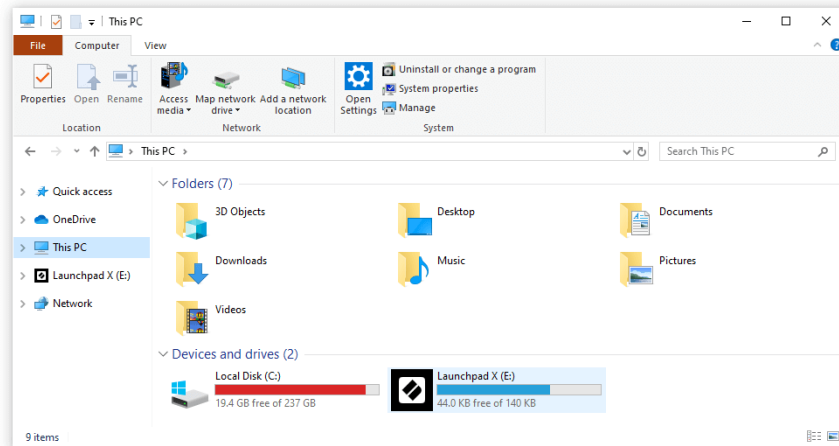 This PC
File Computer View
Properties Open Rename Access media Map network drive Add a network location Open Settings Uninstall or change a program
System properties
Manage
Location Network System
This PC Search This PC
Quick access
OneDrive
This PC
Launchpad X (E:)
Network
Folders (7)
3D Objects Desktop Documents
Downloads Music Pictures
Videos
Devices and drives (2)
Local Disk (C:) Launchpad X (E:)
19.4 GB free of 237 GB 44.0 KB free of 140 KB
9 items